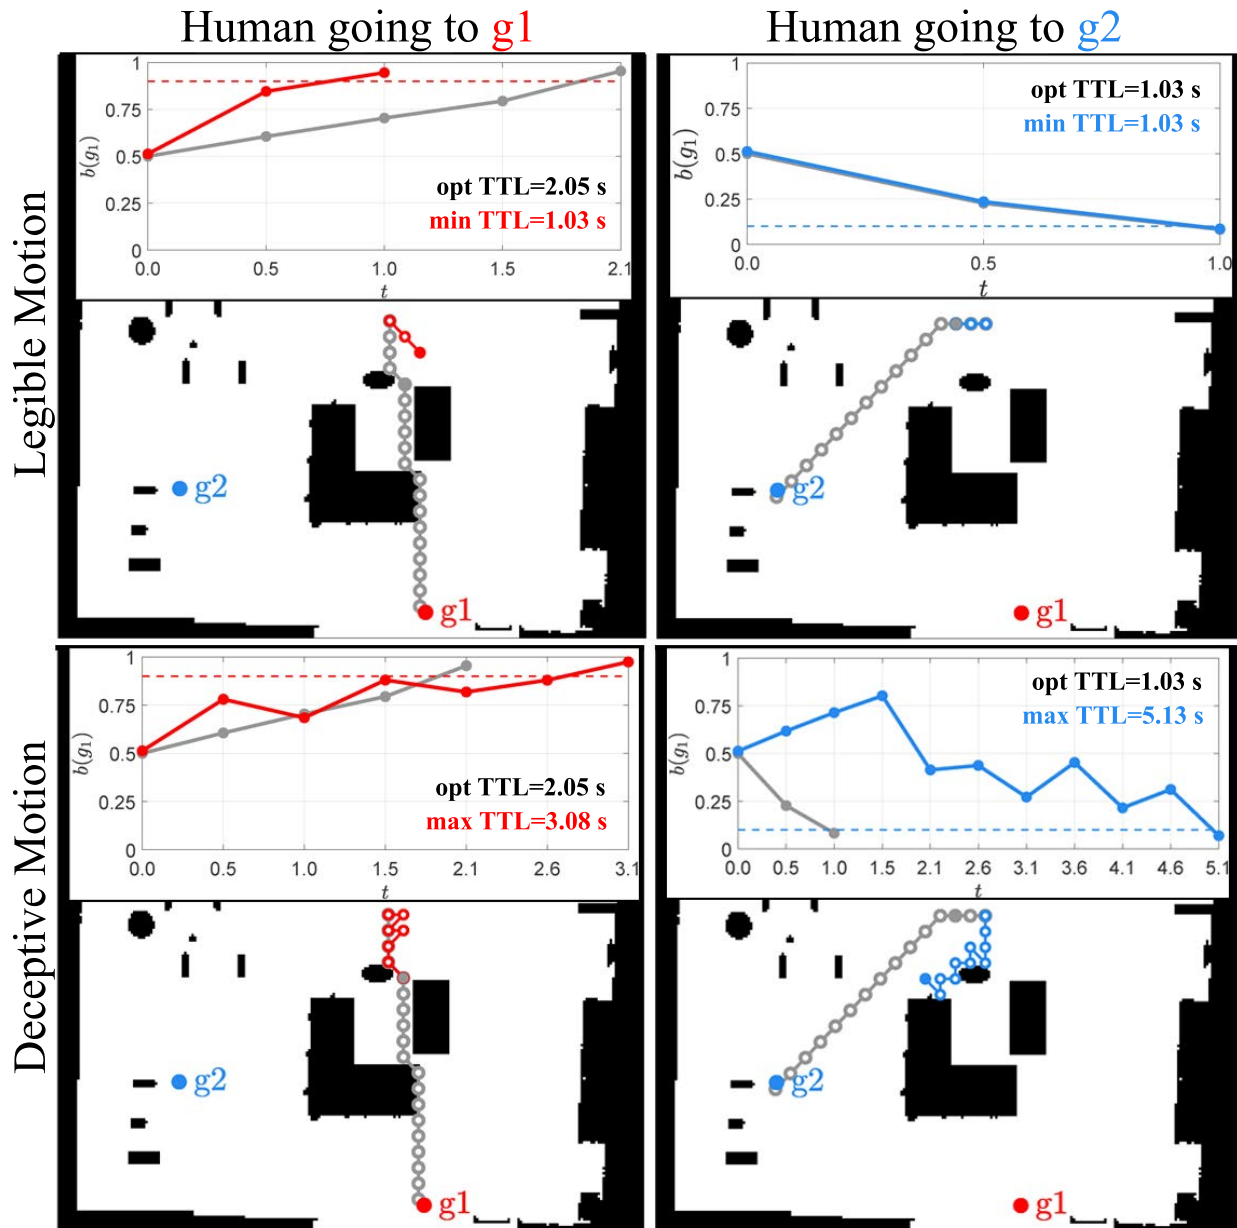 Human going to g1
Human going to g2
Legible Motion
1
0.75
0.5
0.25
0
b(g1)
opt TTL=2.05 s
min TTL=1.03 s
0.0 0.5 1.0 1.5 2.1
t
g2
g1
1
0.75
0.5
0.25
0
b(g1)
opt TTL=1.03 s
min TTL=1.03 s
0.0 0.5 1.0
t
g2
g1
Deceptive Motion
1
0.75
0.5
0.25
0
b(g1)
opt TTL=2.05 s
max TTL=3.08 s
0.0 0.5 1.0 1.5 2.1 2.6 3.1
t
g2
g1
1
0.75
0.5
0.25
0
b(g1)
opt TTL=1.03 s
max TTL=5.13 s
0.0 0.5 1.0 1.5 2.1 2.6 3.1 3.6 4.1 4.6 5.1
t
g2
g1